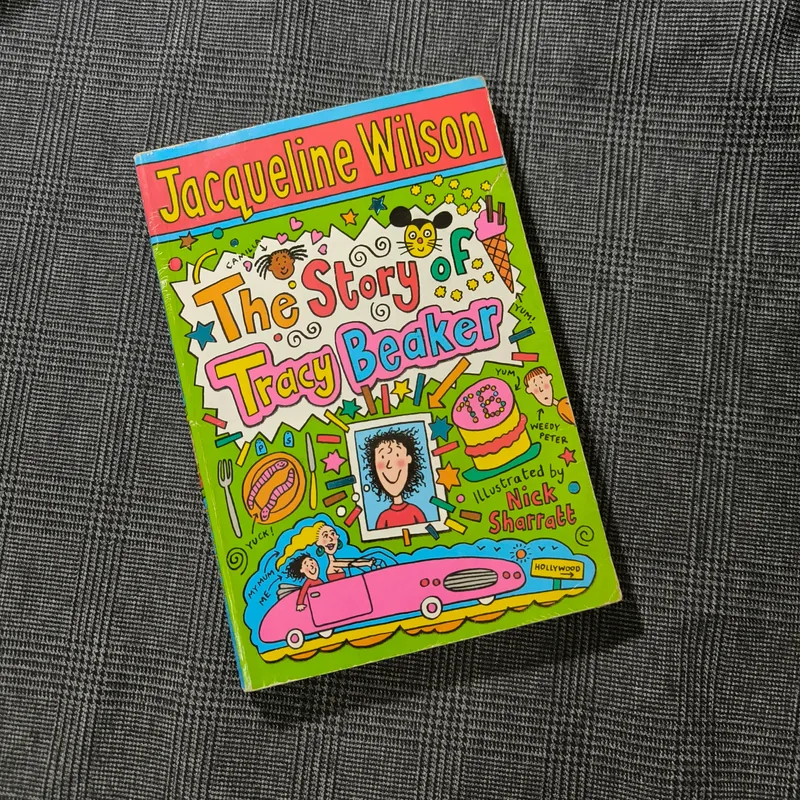 Jacqueline Wilson
CAMILLA
The Story of
Tracy Beaker
YUM!
YUM
TB
WEEDY
PETER
P S
Illustrated by
Nick
Sharratt
YUCK!
MY MUM
ME
HOLLYWOOD